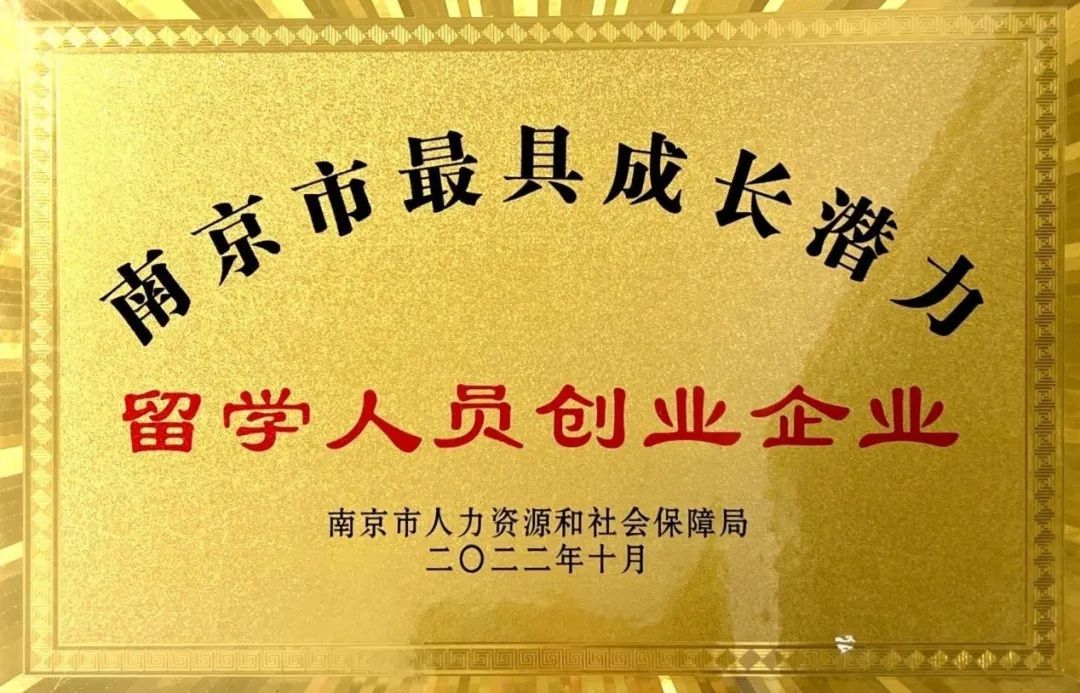 南京市最具成长潜力
留学人员创业企业
南京市人力资源和社会保障局
二〇二二年十月